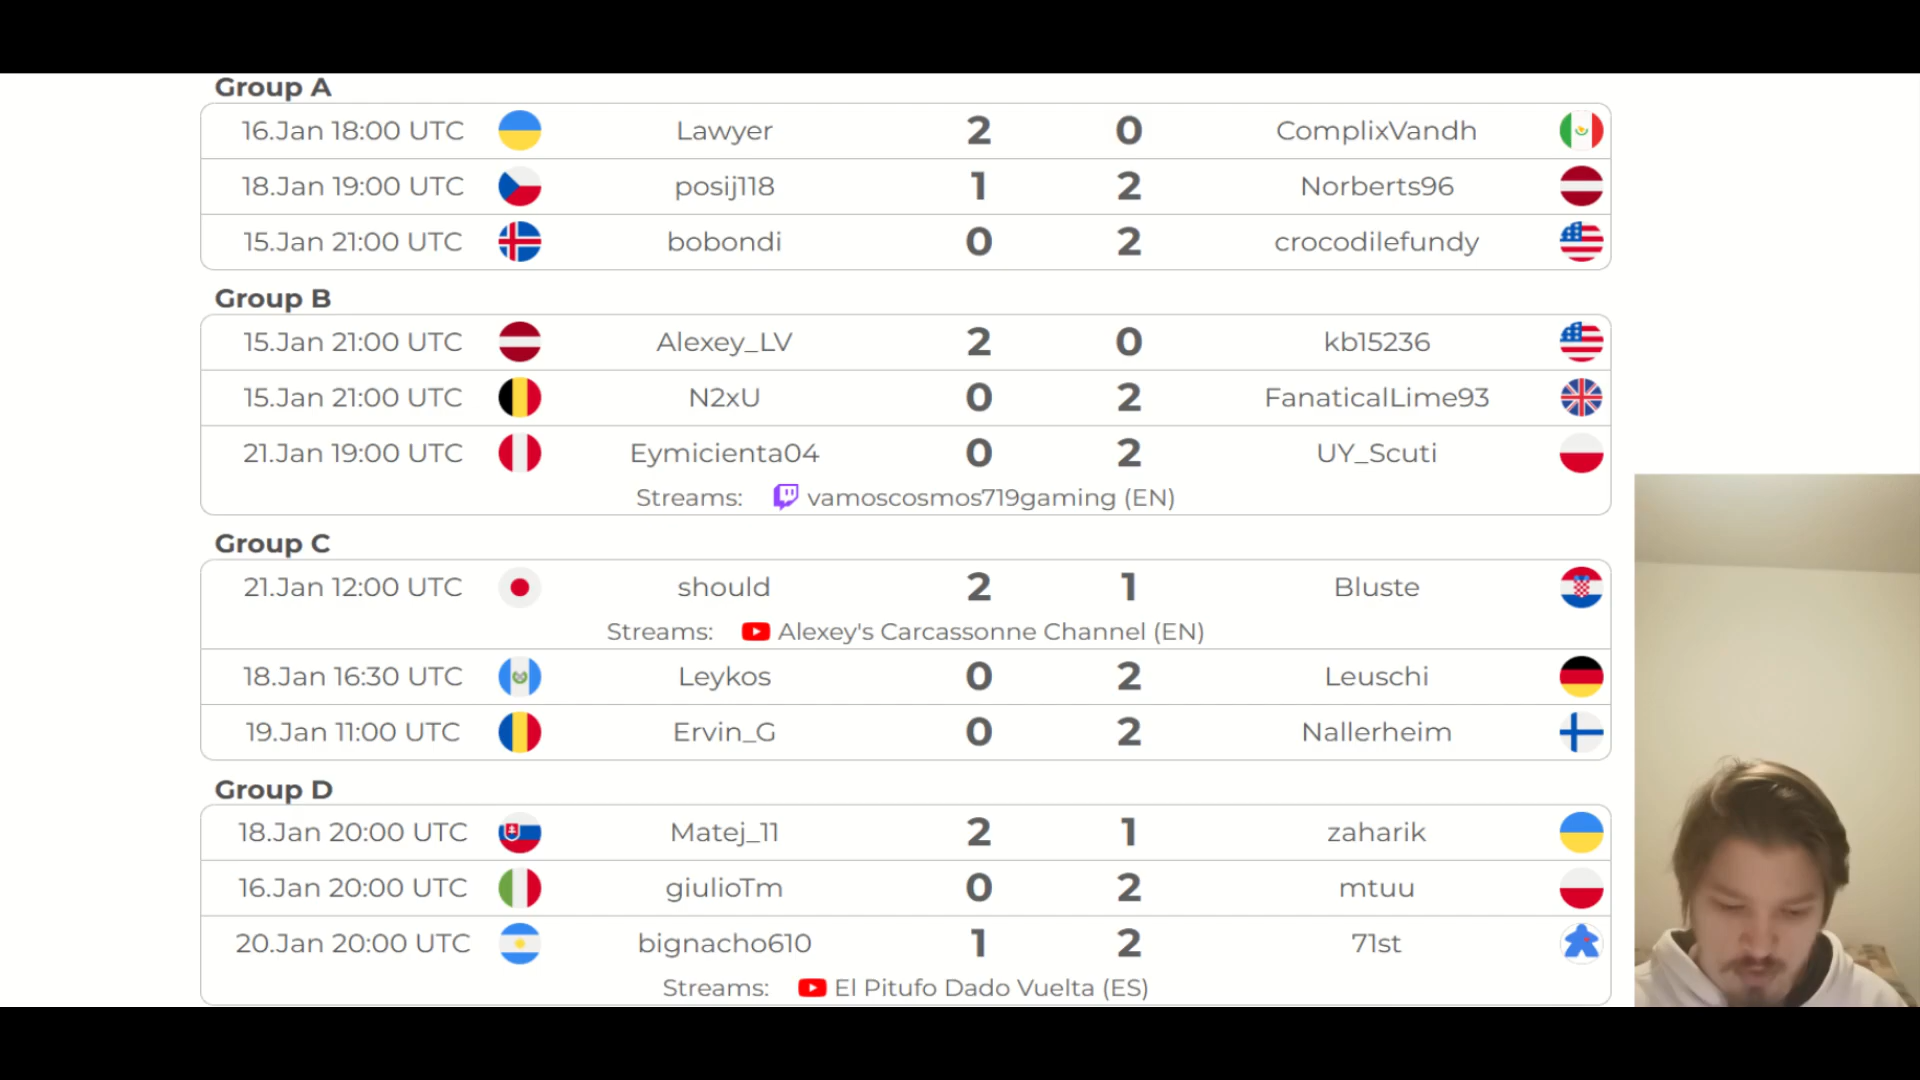 Group A
16.Jan 18:00 UTC Lawyer 2 0 ComplixVandh
18.Jan 19:00 UTC posij118 1 2 Norberts96
15.Jan 21:00 UTC bobondi 0 2 crocodilefundy
Group B
15.Jan 21:00 UTC Alexey_LV 2 0 kb15236
15.Jan 21:00 UTC N2xU 0 2 FanaticalLime93
21.Jan 19:00 UTC Eymicienta04 0 2 UY_Scuti
Streams: vamoscosmos719gaming (EN)
Group C
21.Jan 12:00 UTC should 2 1 Bluste
Streams: Alexey's Carcassonne Channel (EN)
18.Jan 16:30 UTC Leykos 0 2 Leuschi
19.Jan 11:00 UTC Ervin_G 0 2 Nallerheim
Group D
18.Jan 20:00 UTC Matej_11 2 1 zaharik
16.Jan 20:00 UTC giulioTm 0 2 mtuu
20.Jan 20:00 UTC bignacho610 1 2 71st
Streams: El Pitufo Dado Vuelta (ES)